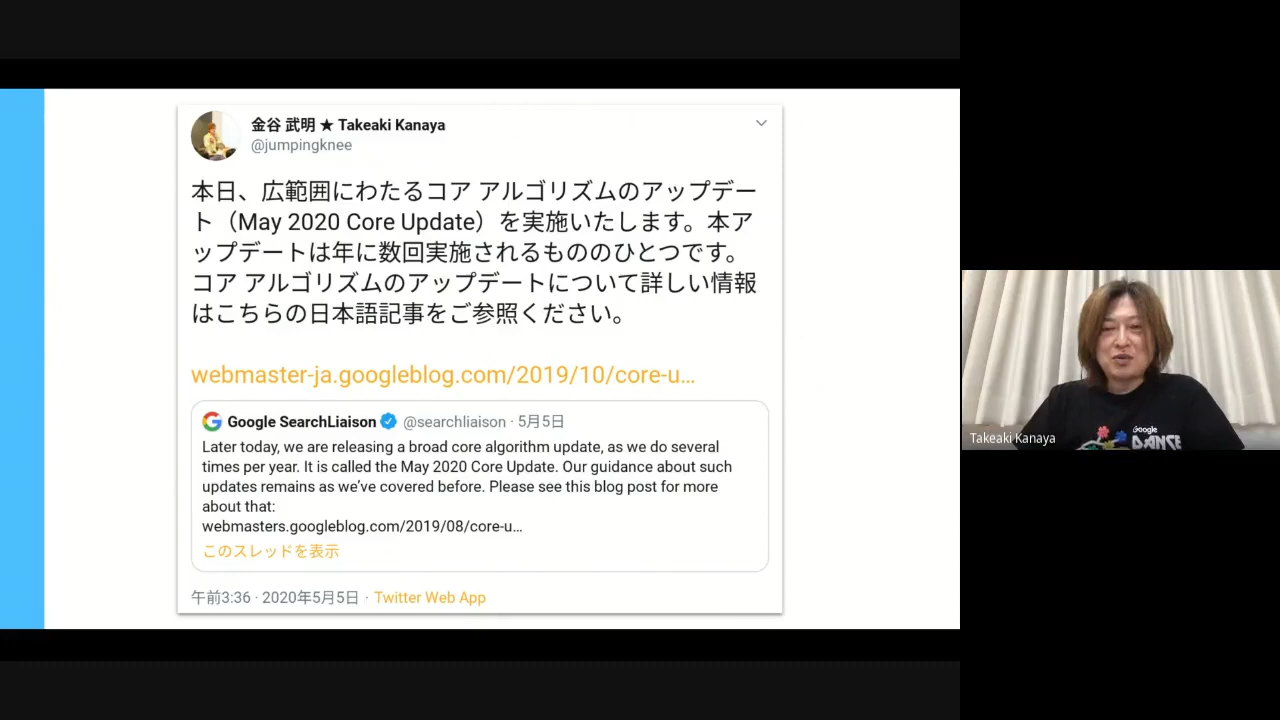 金谷 武明 ★ Takeaki Kanaya
@jumpingknee
本日、広範囲にわたるコア アルゴリズムのアップデー
ト（May 2020 Core Update）を実施いたします。本ア
ップデートは年に数回実施されるもののひとつです。
コア アルゴリズムのアップデートについて詳しい情報
はこちらの日本語記事をご参照ください。
webmaster-ja.googleblog.com/2019/10/core-u…
Google SearchLiaison @searchliaison · 5月5日
Later today, we are releasing a broad core algorithm update, as we do several
times per year. It is called the May 2020 Core Update. Our guidance about such
updates remains as we’ve covered before. Please see this blog post for more
about that:
webmasters.googleblog.com/2019/08/core-u…
このスレッドを表示
午前3:36 · 2020年5月5日 · Twitter Web App
Takeaki Kanaya
Google
DANCE